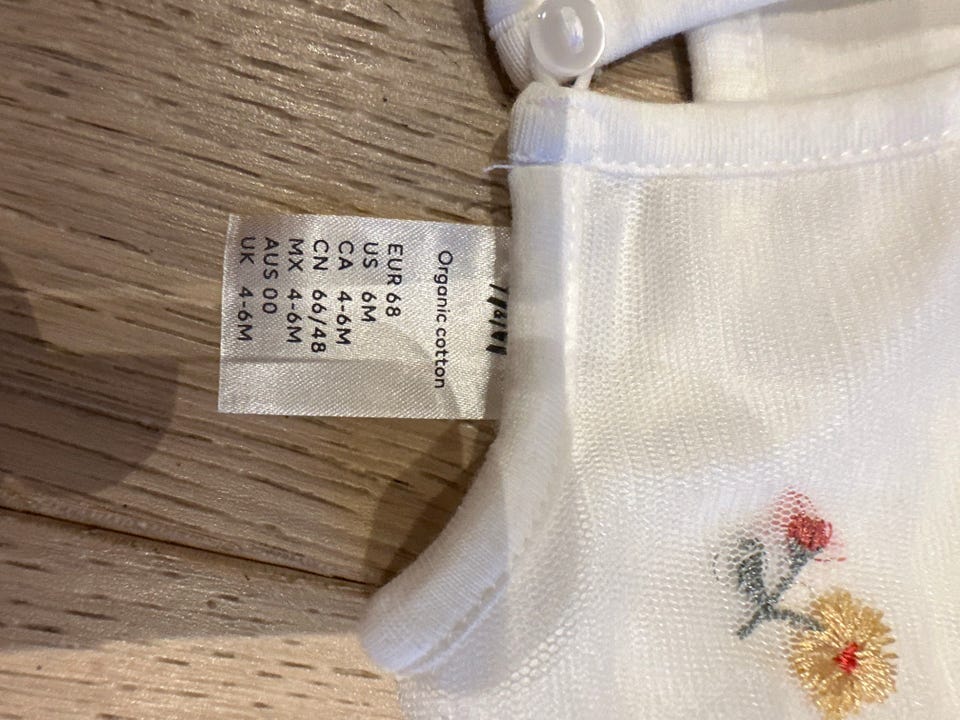 Organic cotton
EUR 68
US 6M
CA 4-6M
CN 66/48
MX 4-6M
AUS 00
UK 4-6M